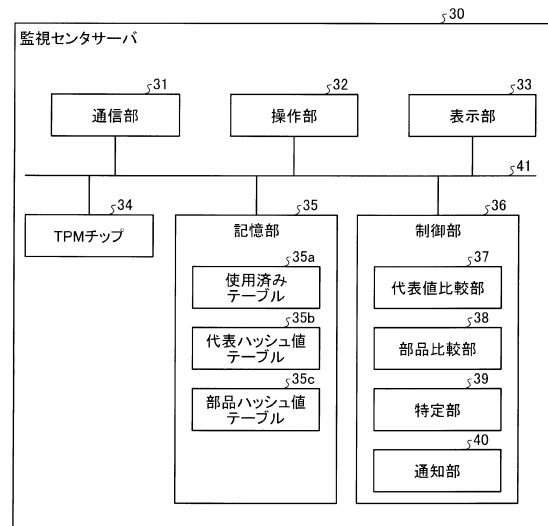 30
監視センタサーバ
31
通信部
32
操作部
33
表示部
41
34
TPMチップ
35
記憶部
35a
使用済み
テーブル
35b
代表ハッシュ値
テーブル
35c
部品ハッシュ値
テーブル
36
制御部
37
代表値比較部
38
部品比較部
39
特定部
40
通知部